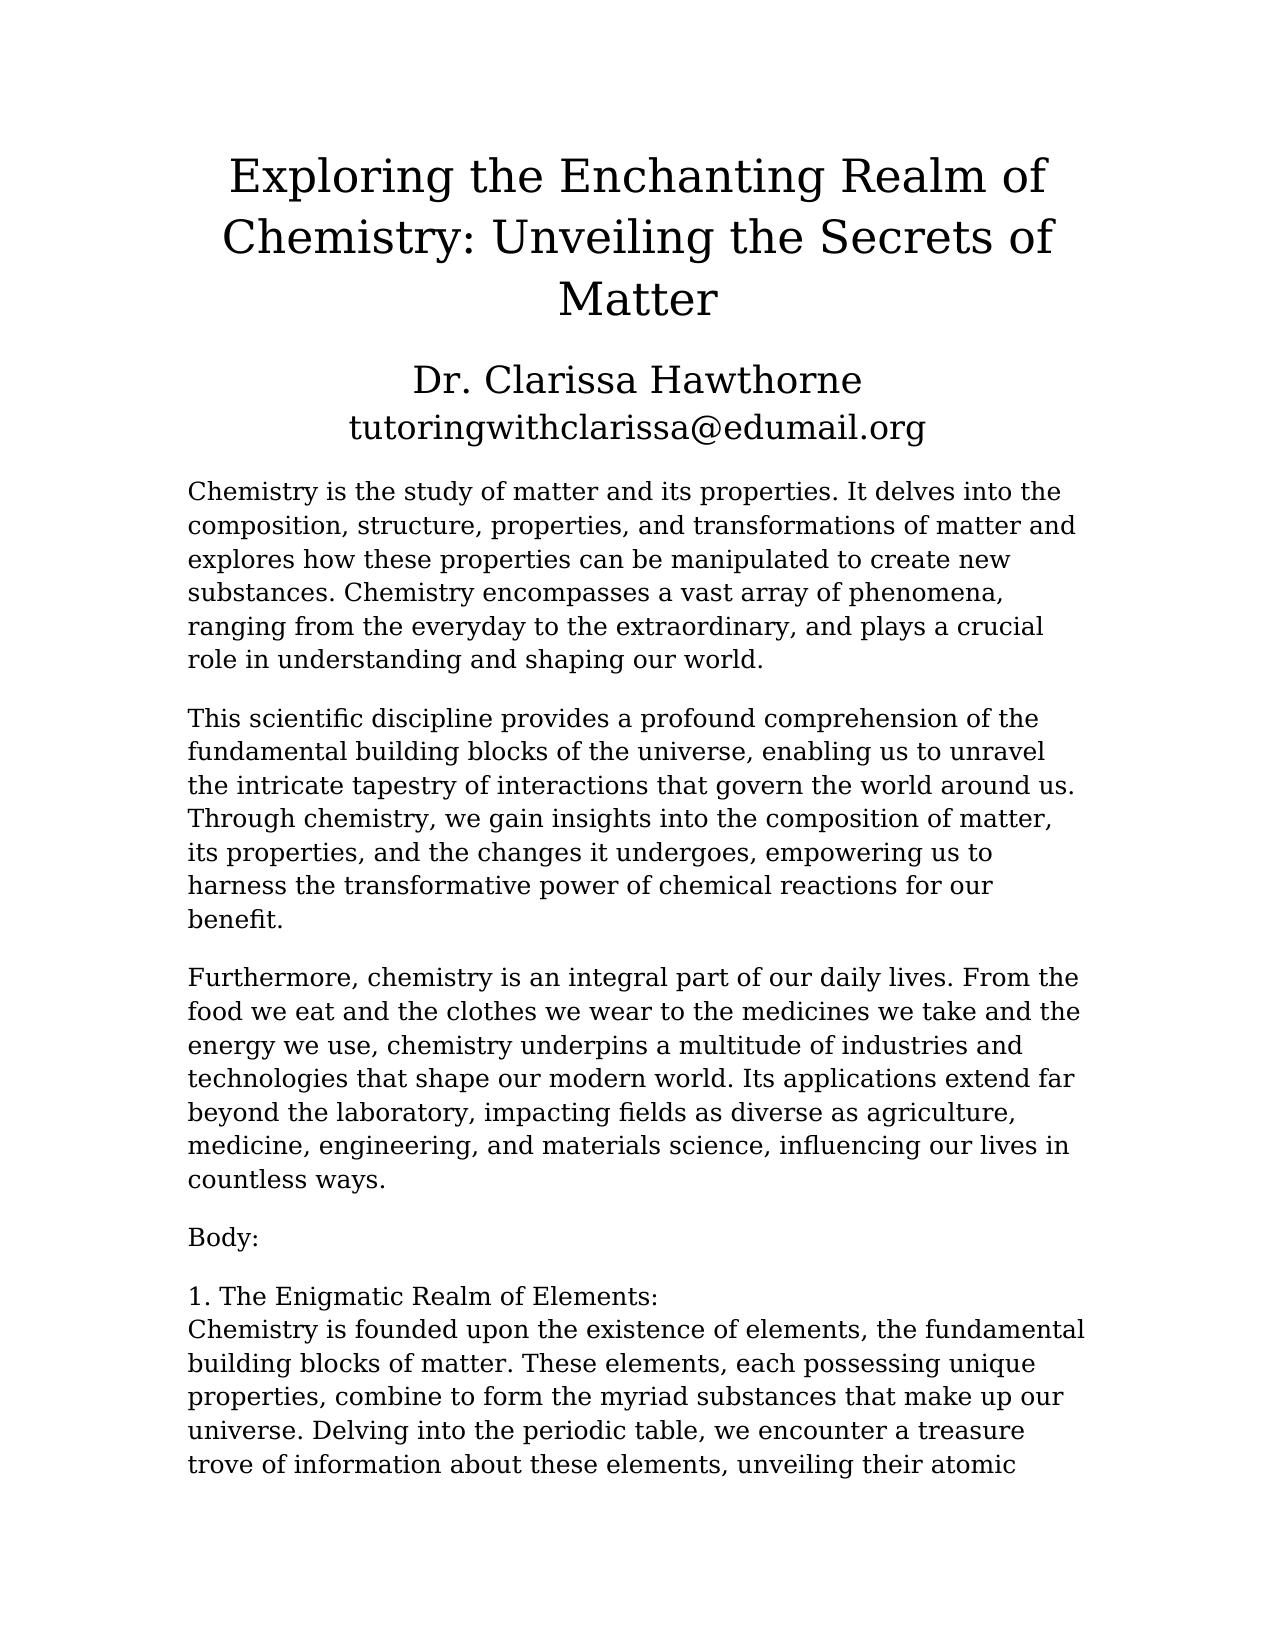 Exploring the Enchanting Realm of
Chemistry: Unveiling the Secrets of
Matter
Dr. Clarissa Hawthorne
tutoringwithclarissa@edumail.org
Chemistry is the study of matter and its properties. It delves into the
composition, structure, properties, and transformations of matter and
explores how these properties can be manipulated to create new
substances. Chemistry encompasses a vast array of phenomena,
ranging from the everyday to the extraordinary, and plays a crucial
role in understanding and shaping our world.
This scientific discipline provides a profound comprehension of the
fundamental building blocks of the universe, enabling us to unravel
the intricate tapestry of interactions that govern the world around us.
Through chemistry, we gain insights into the composition of matter,
its properties, and the changes it undergoes, empowering us to
harness the transformative power of chemical reactions for our
benefit.
Furthermore, chemistry is an integral part of our daily lives. From the
food we eat and the clothes we wear to the medicines we take and the
energy we use, chemistry underpins a multitude of industries and
technologies that shape our modern world. Its applications extend far
beyond the laboratory, impacting fields as diverse as agriculture,
medicine, engineering, and materials science, influencing our lives in
countless ways.
Body:
1. The Enigmatic Realm of Elements:
Chemistry is founded upon the existence of elements, the fundamental
building blocks of matter. These elements, each possessing unique
properties, combine to form the myriad substances that make up our
universe. Delving into the periodic table, we encounter a treasure
trove of information about these elements, unveiling their atomic